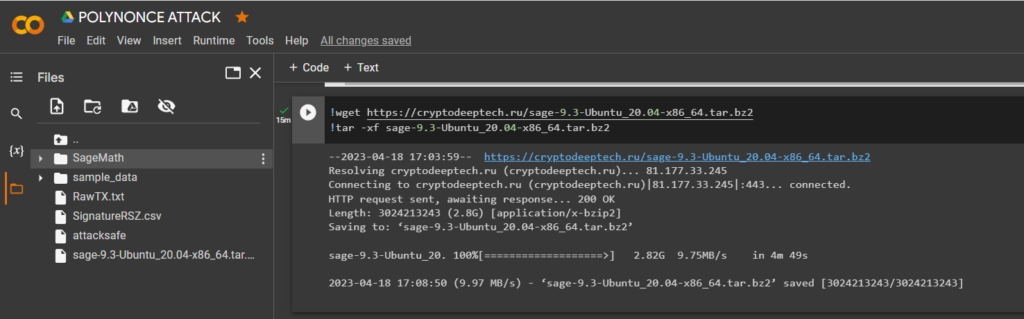 POLYNONCE ATTACK
File Edit View Insert Runtime Tools Help All changes saved
Files
+ Code + Text
..
SageMath
sample_data
RawTX.txt
SignatureRSZ.csv
attacksafe
sage-9.3-Ubuntu_20.04-x86_64.tar....
{x}
15m
!wget https://cryptodeeptech.ru/sage-9.3-Ubuntu_20.04-x86_64.tar.bz2
!tar -xf sage-9.3-Ubuntu_20.04-x86_64.tar.bz2
--2023-04-18 17:03:59-- https://cryptodeeptech.ru/sage-9.3-Ubuntu_20.04-x86_64.tar.bz2
Resolving cryptodeeptech.ru (cryptodeeptech.ru)... 81.177.33.245
Connecting to cryptodeeptech.ru (cryptodeeptech.ru)|81.177.33.245|:443... connected.
HTTP request sent, awaiting response... 200 OK
Length: 3024213243 (2.8G) [application/x-bzip2]
Saving to: ‘sage-9.3-Ubuntu_20.04-x86_64.tar.bz2’
sage-9.3-Ubuntu_20. 100%[===================>] 2.82G 9.75MB/s in 4m 49s
2023-04-18 17:08:50 (9.97 MB/s) - ‘sage-9.3-Ubuntu_20.04-x86_64.tar.bz2’ saved [3024213243/3024213243]